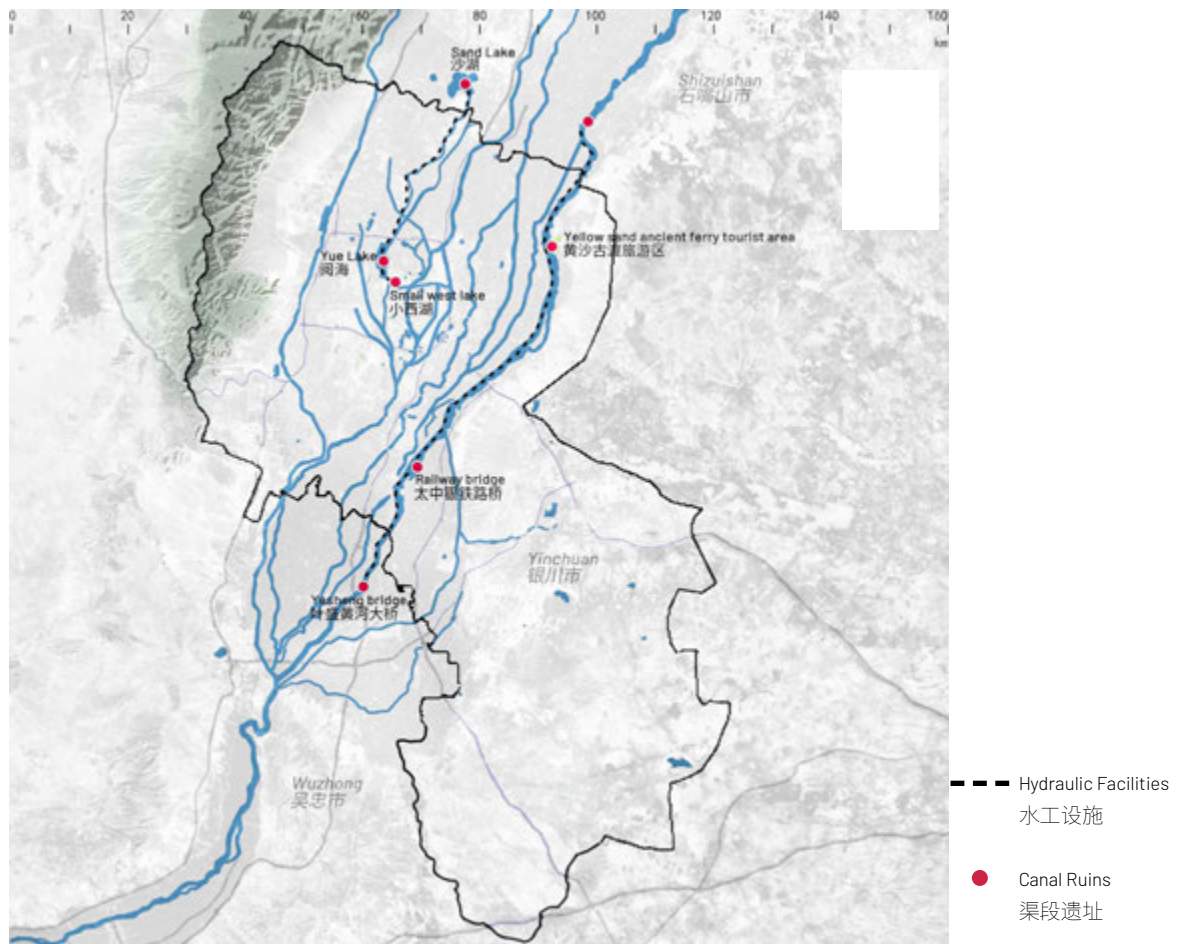 0 20 40 60 80 100 120 140 160
km
Sand Lake
沙湖
Shizuishan
石嘴山市
Yellow sand ancient ferry tourist area
黄沙古渡旅游区
Yue Lake
阅海
Small west lake
小西湖
Railway bridge
太中银铁路桥
Yinchuan
银川市
Yesheng bridge
叶盛黄河大桥
Wuzhong
吴忠市
Hydraulic Facilities
水工设施
Canal Ruins
渠段遗址